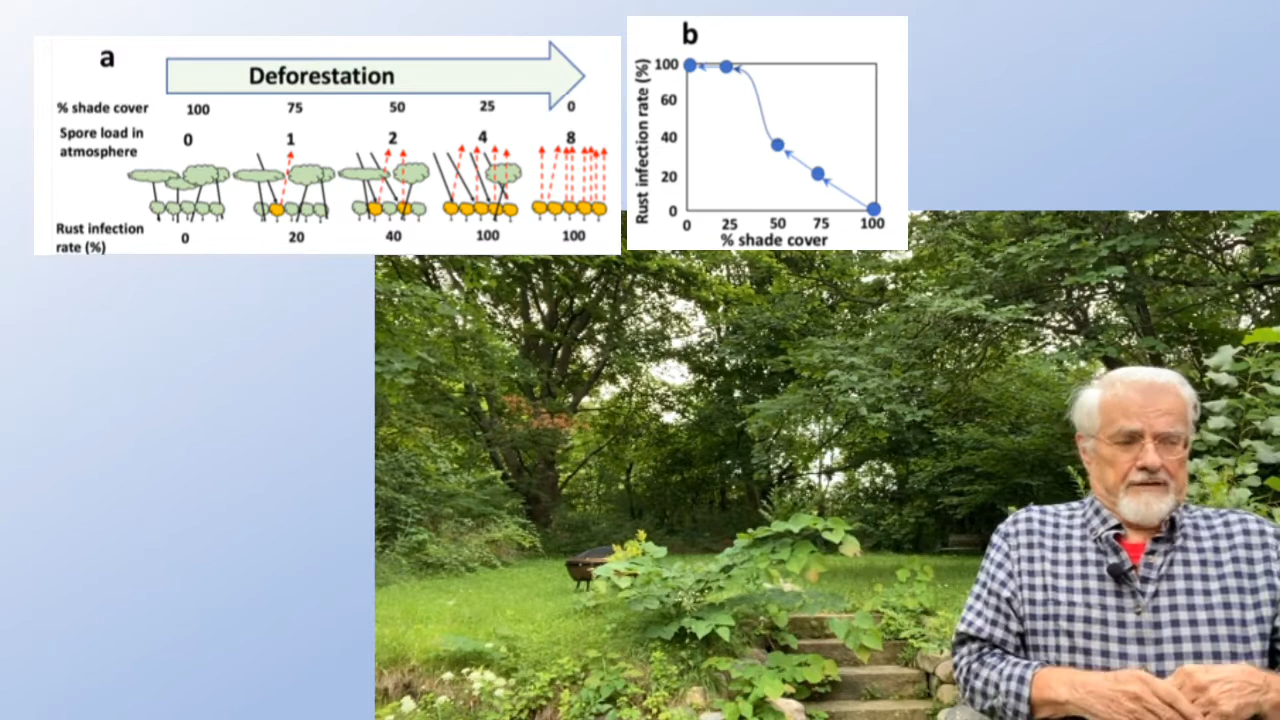 a
Deforestation
% shade cover 100 75 50 25 0
Spore load in
atmosphere 0 1 2 4 8
Rust infection
rate (%) 0 20 40 100 100
b
Rust infection rate (%)
100
60
40
20
0
0 25 50 75 100
% shade cover